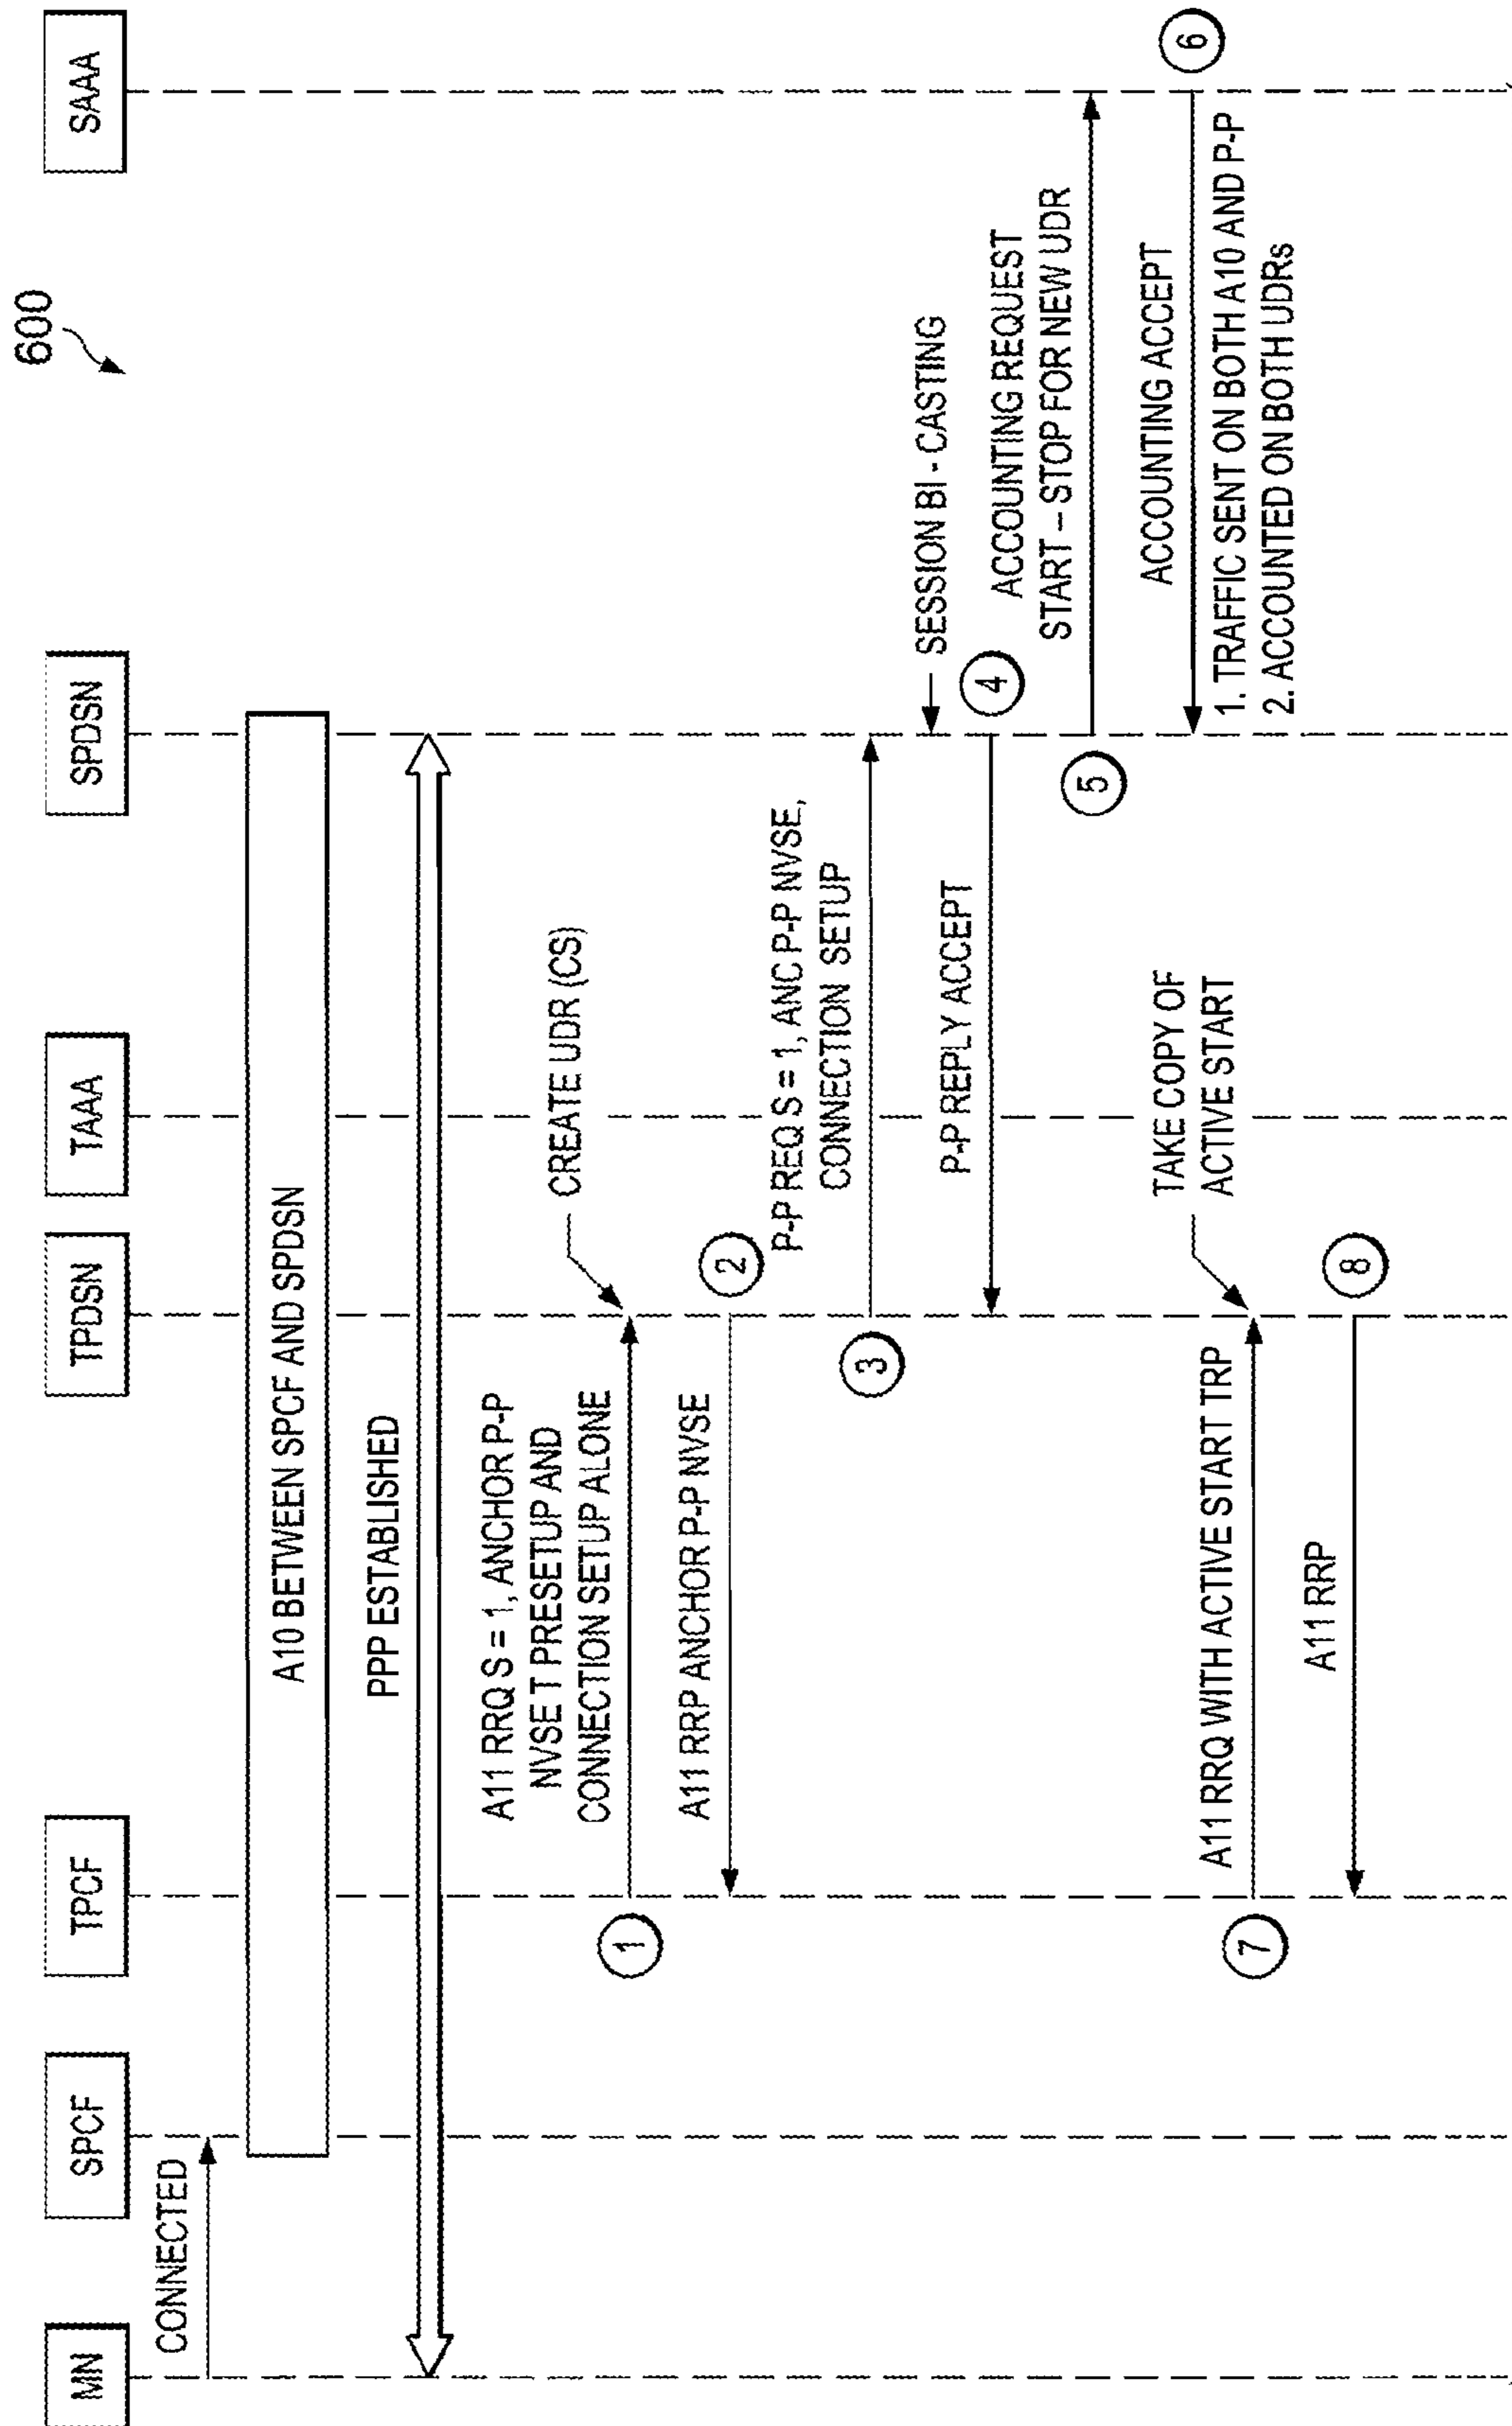 600
MN
SPCF
TPCF
TPDSN
TAAA
SPDSN
SAAA
CONNECTED
A10 BETWEEN SPCF AND SPDSN
PPP ESTABLISHED
A11 RRQ S = 1, ANCHOR P-P
NVSE T PRESETUP AND
CONNECTION SETUP ALONE
1
CREATE UDR (CS)
A11 RRP ANCHOR P-P NVSE
2
P-P REQ S = 1, ANC P-P NVSE,
CONNECTION SETUP
3
SESSION BI - CASTING
P-P REPLY ACCEPT
4
ACCOUNTING REQUEST
START – STOP FOR NEW UDR
5
ACCOUNTING ACCEPT
6
1. TRAFFIC SENT ON BOTH A10 AND P-P
2. ACCOUNTED ON BOTH UDRs
TAKE COPY OF
ACTIVE START
A11 RRQ WITH ACTIVE START TRP
7
A11 RRP
8